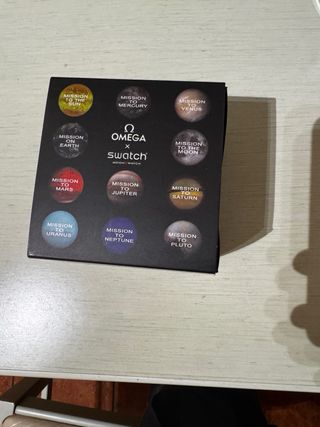 MISSION
TO THE
SUN
MISSION
TO
MERCURY
MISSION
TO
VENUS
MISSION
ON
EARTH
Ω
OMEGA
×
swatch
MISSION
TO THE
MOON
MISSION
TO
MARS
MISSION
TO
JUPITER
MISSION
TO
SATURN
MISSION
TO
URANUS
MISSION
TO
NEPTUNE
MISSION
TO
PLUTO